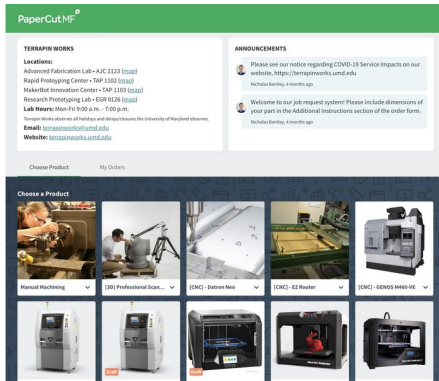 PaperCut MF
TERRAPIN WORKS
Locations:
Advanced Fabrication Lab • AJC 2123 (map)
Rapid Protoyping Center • TAP 1102 (map)
MakerBot Innovation Center • TAP 1103 (map)
Research Prototyping Lab • EGR 0126 (map)
Lab Hours: Mon-Fri 9:00 a.m. - 7:00 p.m.
Terrapin Works observes all holidays and delays/closures the University of Maryland observes.
Email: terrapinworks@umd.edu
Website: terrapinworks.umd.edu
ANNOUNCEMENTS
Please see our notice regarding COVID-19 Service Impacts on our
website, https://terrapinworks.umd.edu
Nicholas Bentley, 4 months ago
Welcome to our job request system! Please include dimensions of
your part in the Additional Instructions section of the order form.
Nicholas Bentley, 4 months ago
Choose Product
My Orders
Choose a Product
Manual Machining
[3D] Professional Scan...
[CNC] - Datron Neo
[CNC] - EZ Router
[CNC] - GENOS M460-VE
Draft
Draft